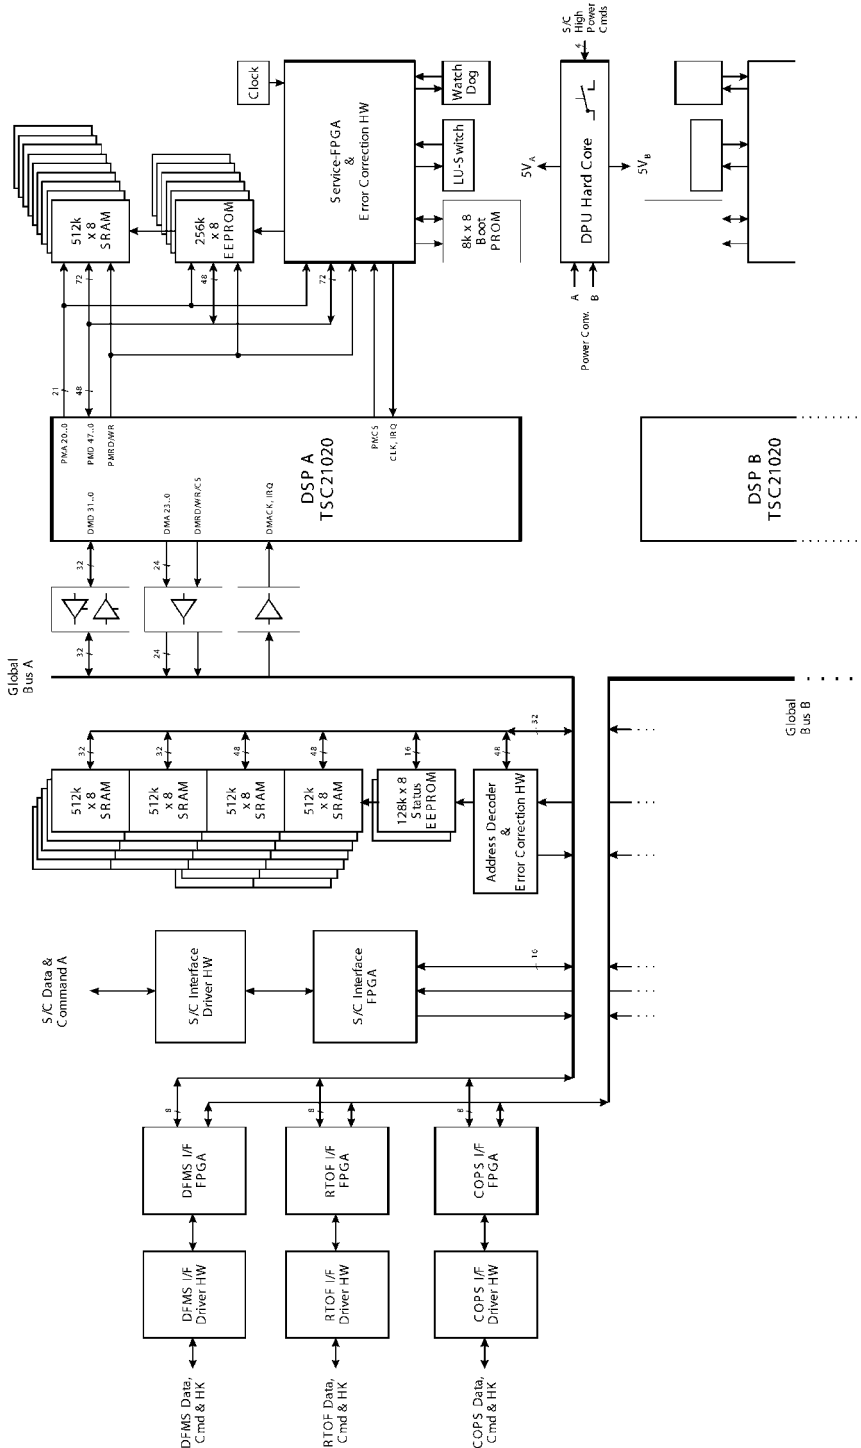 S/C
High
Power
Cmds
4
Clock
Watch
Dog
Service-FPGA
&
Error Correction HW
LU-Switch
8k x 8
Boot
PROM
512k
x 8
SRAM
256k
x 8
EEPROM
72
48
72
5V A
DPU Hard Core
5V B
A
B
Power Conv.
21
48
PMA 20..0
PMD 47..0
PMRD/WR
PMCS
CLK, IRQ
DSP A
TSC21020
DSP B
TSC21020
DMD 31..0
DMA 23..0
DMRD/WR/CS
DMACK, IRQ
32
24
32
24
Global
Bus A
Global
Bus B
32
32
32
48
48
16
48
512k
x 8
SRAM
512k
x 8
SRAM
512k
x 8
SRAM
512k
x 8
SRAM
128k x 8
Status
EEPROM
Address Decoder
&
Error Correction HW
S/C Data &
Command A
S/C Interface
Driver HW
S/C Interface
FPGA
16
8
8
8
DFMS I/F
FPGA
RTOF I/F
FPGA
COPS I/F
FPGA
DFMS I/F
Driver HW
RTOF I/F
Driver HW
COPS I/F
Driver HW
DFMS Data,
Cmd & HK
RTOF Data,
Cmd & HK
COPS Data,
Cmd & HK